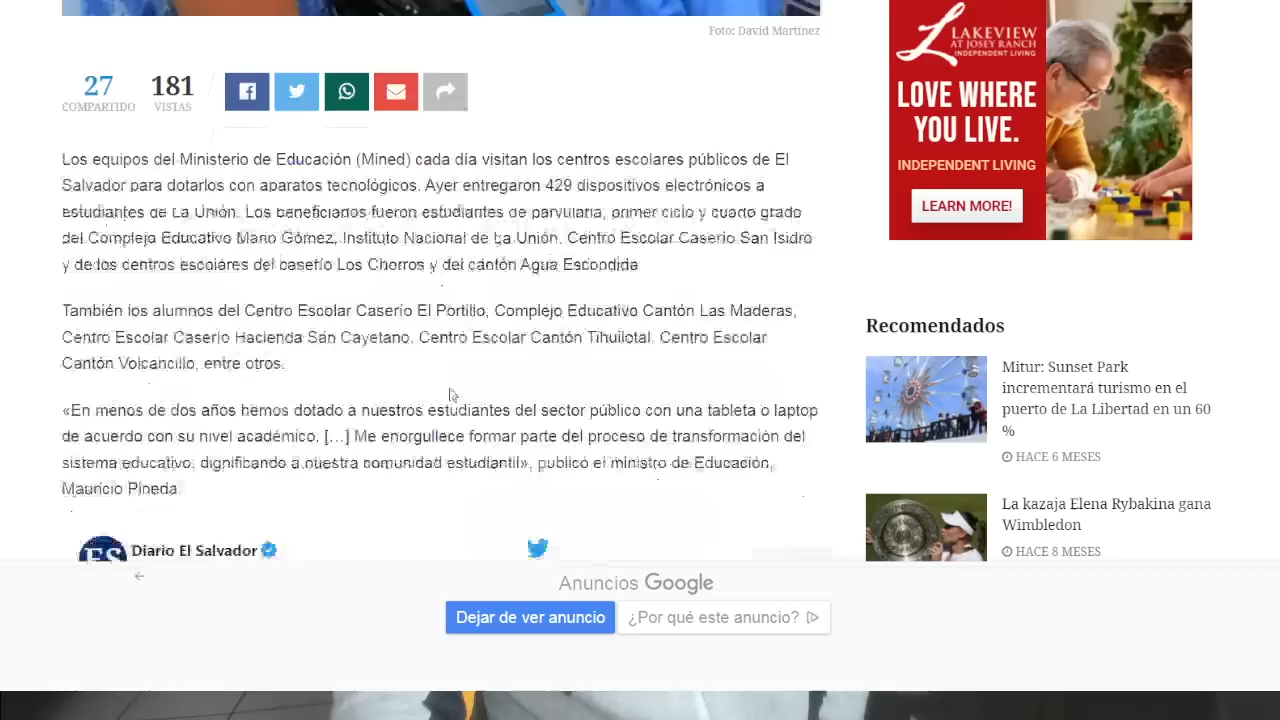 Foto: David Martínez
27
COMPARTIDO
181
VISTAS
Los equipos del Ministerio de Educación (Mined) cada día visitan los centros escolares públicos de El
Salvador para dotarlos con aparatos tecnológicos. Ayer entregaron 429 dispositivos electrónicos a
estudiantes de La Unión. Los beneficiados fueron estudiantes de parvularia, primer ciclo y cuarto grado
del Complejo Educativo Mario Gómez, Instituto Nacional de La Unión, Centro Escolar Caserío San Isidro
y de los centros escolares del caserío Los Chorros y del cantón Agua Escondida
También los alumnos del Centro Escolar Caserío El Portillo, Complejo Educativo Cantón Las Maderas,
Centro Escolar Caserío Hacienda San Cayetano, Centro Escolar Cantón Tihuilotal, Centro Escolar
Cantón Volcancillo, entre otros.
«En menos de dos años hemos dotado a nuestros estudiantes del sector público con una tableta o laptop
de acuerdo con su nivel académico. […] Me enorgullece formar parte del proceso de transformación del
sistema educativo, dignificando a nuestra comunidad estudiantil», publicó el ministro de Educación,
Mauricio Pineda
ES Diario El Salvador
Anuncios Google
Dejar de ver anuncio
¿Por qué este anuncio?
LAKEVIEW
AT JOSEY RANCH
INDEPENDENT LIVING
LOVE WHERE
YOU LIVE.
INDEPENDENT LIVING
LEARN MORE!
Recomendados
Mitur: Sunset Park
incrementará turismo en el
puerto de La Libertad en un 60
%
HACE 6 MESES
La kazaja Elena Rybakina gana
Wimbledon
HACE 8 MESES